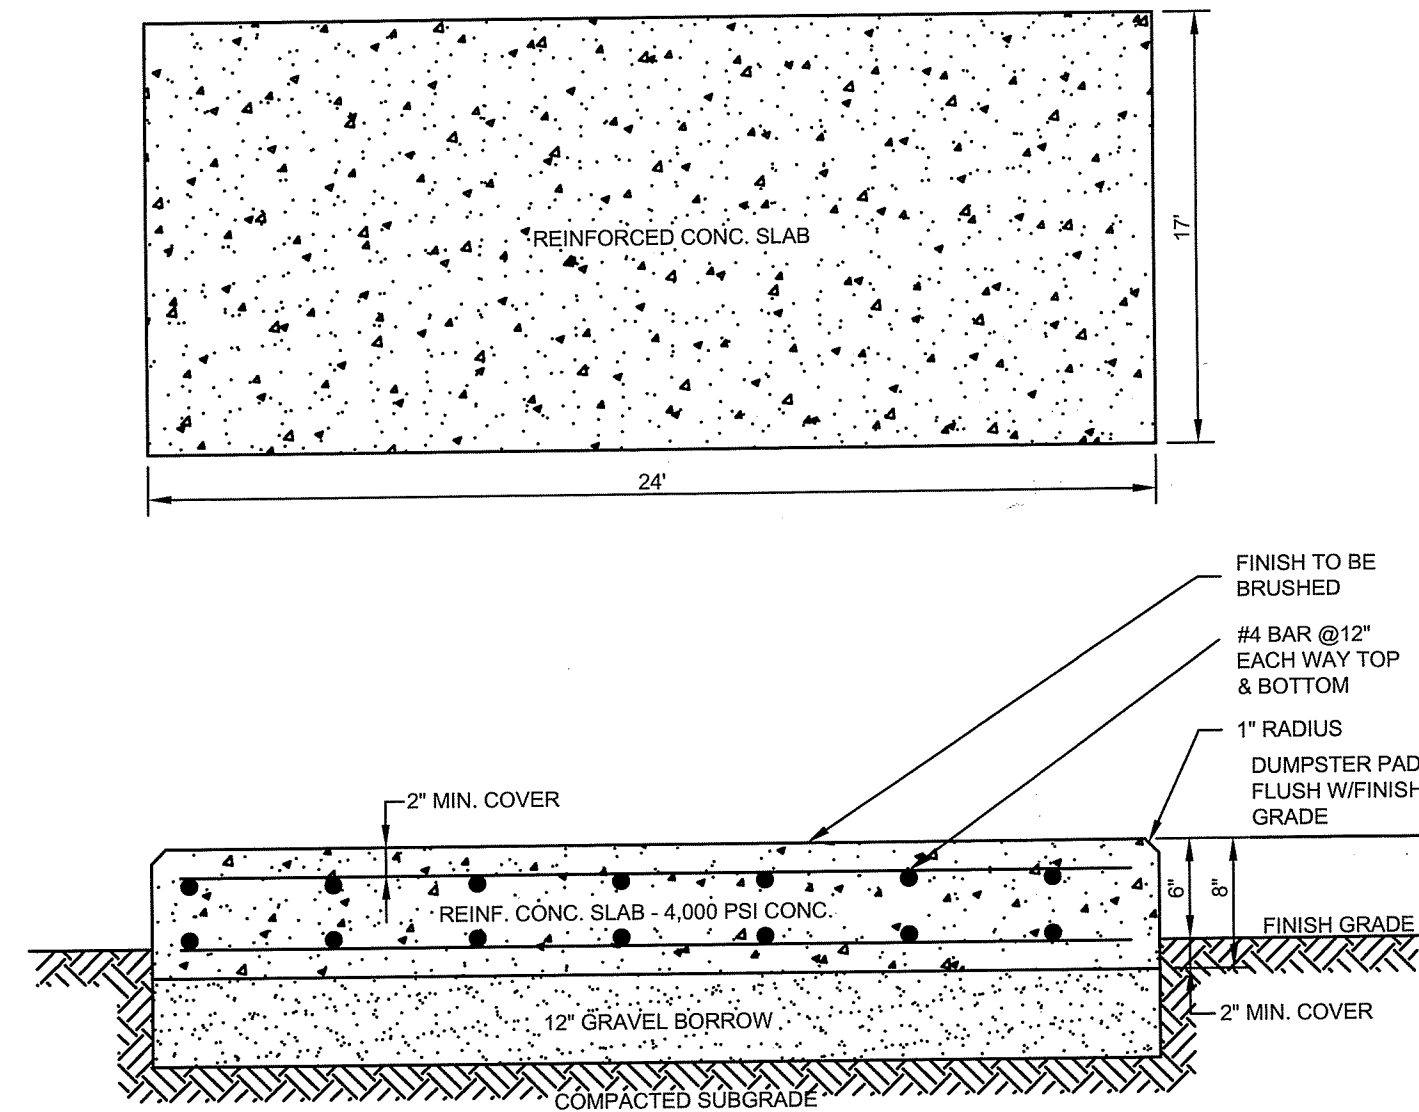 REINFORCED CONC. SLAB
17'
24'
FINISH TO BE
BRUSHED
#4 BAR @12"
EACH WAY TOP
& BOTTOM
1" RADIUS
DUMPSTER PAD
FLUSH W/FINISH
GRADE
2" MIN. COVER
6"
8"
REINF. CONC. SLAB - 4,000 PSI CONC.
FINISH GRADE
2" MIN. COVER
12" GRAVEL BORROW
COMPACTED SUBGRADE